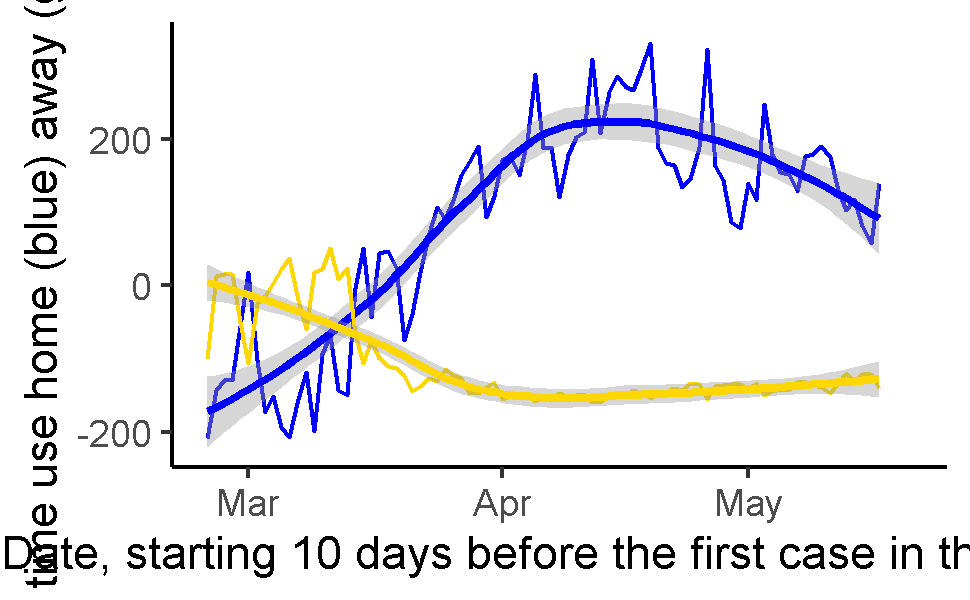 time use home (blue) away (
200
0
-200
Mar Apr May
Date, starting 10 days before the first case in th